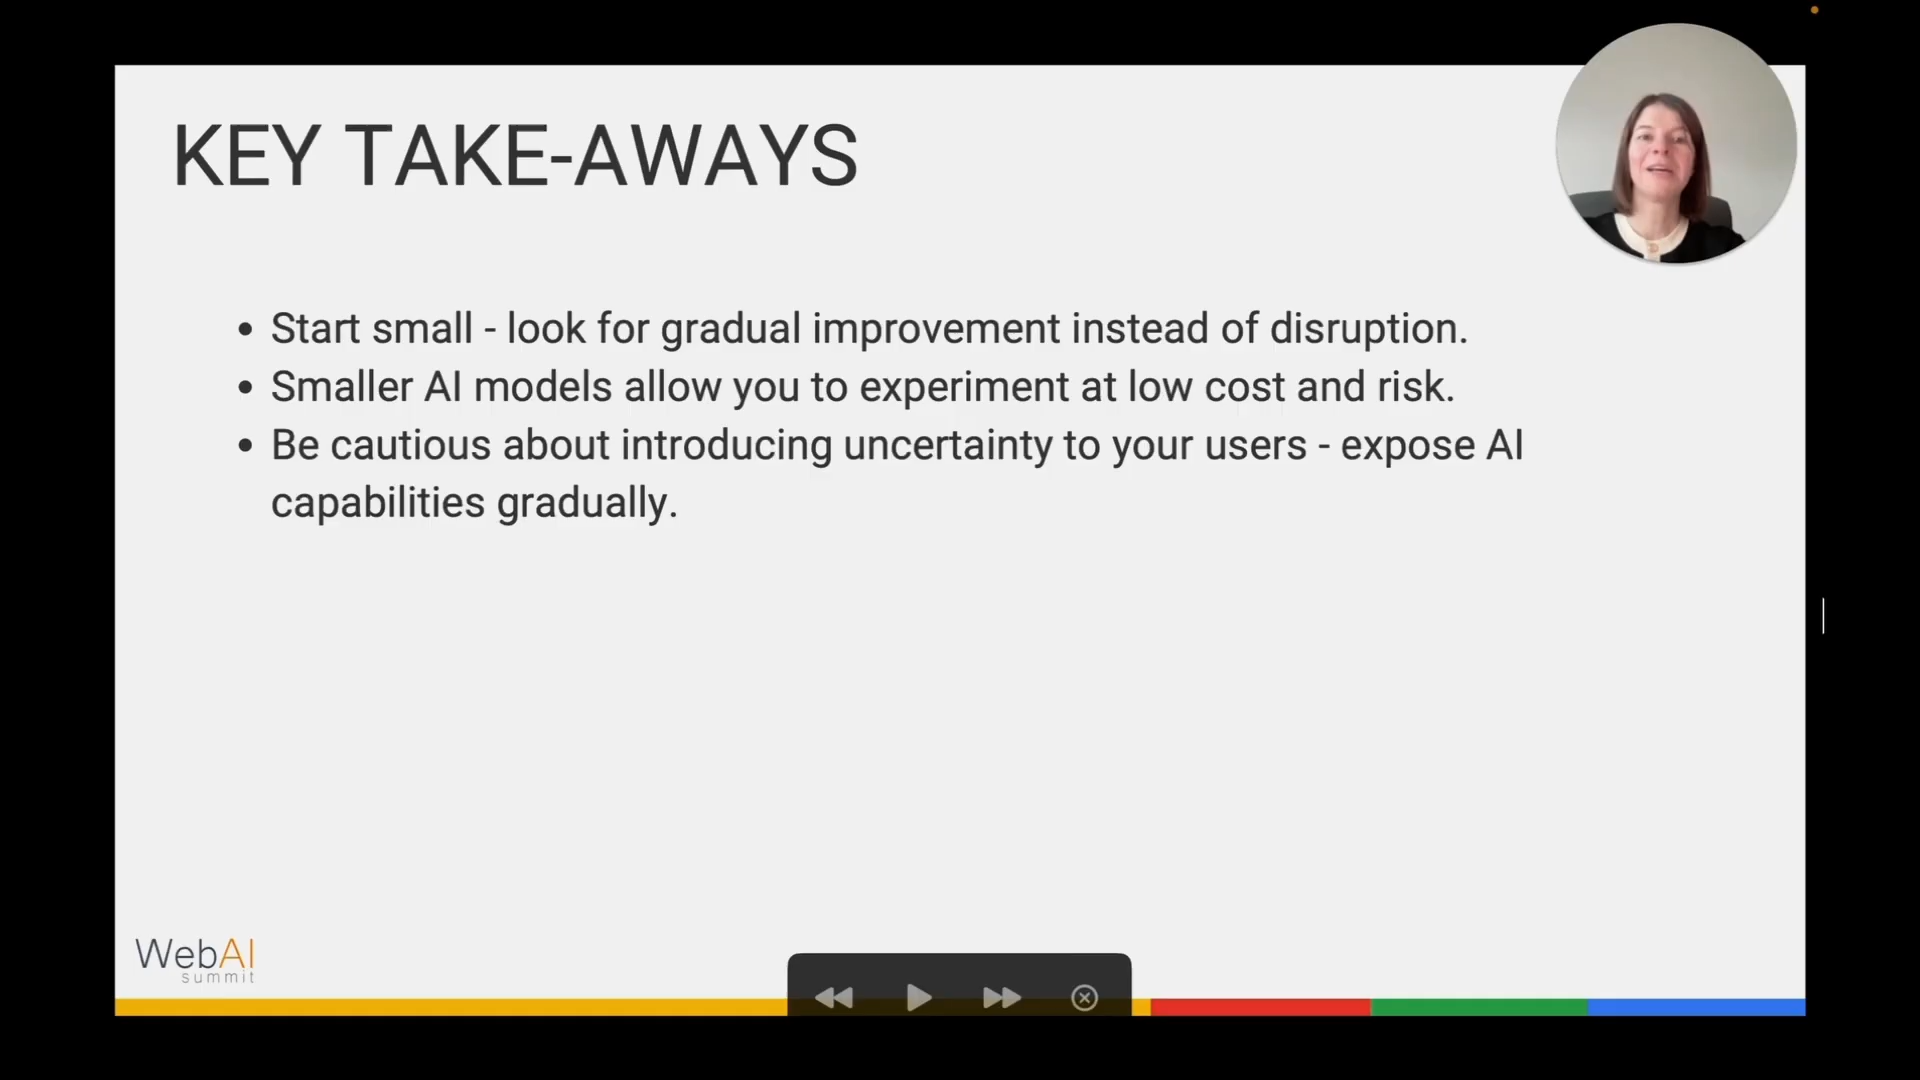 KEY TAKE-AWAYS
• Start small - look for gradual improvement instead of disruption.
• Smaller AI models allow you to experiment at low cost and risk.
• Be cautious about introducing uncertainty to your users - expose AI
capabilities gradually.
WebAI
summit